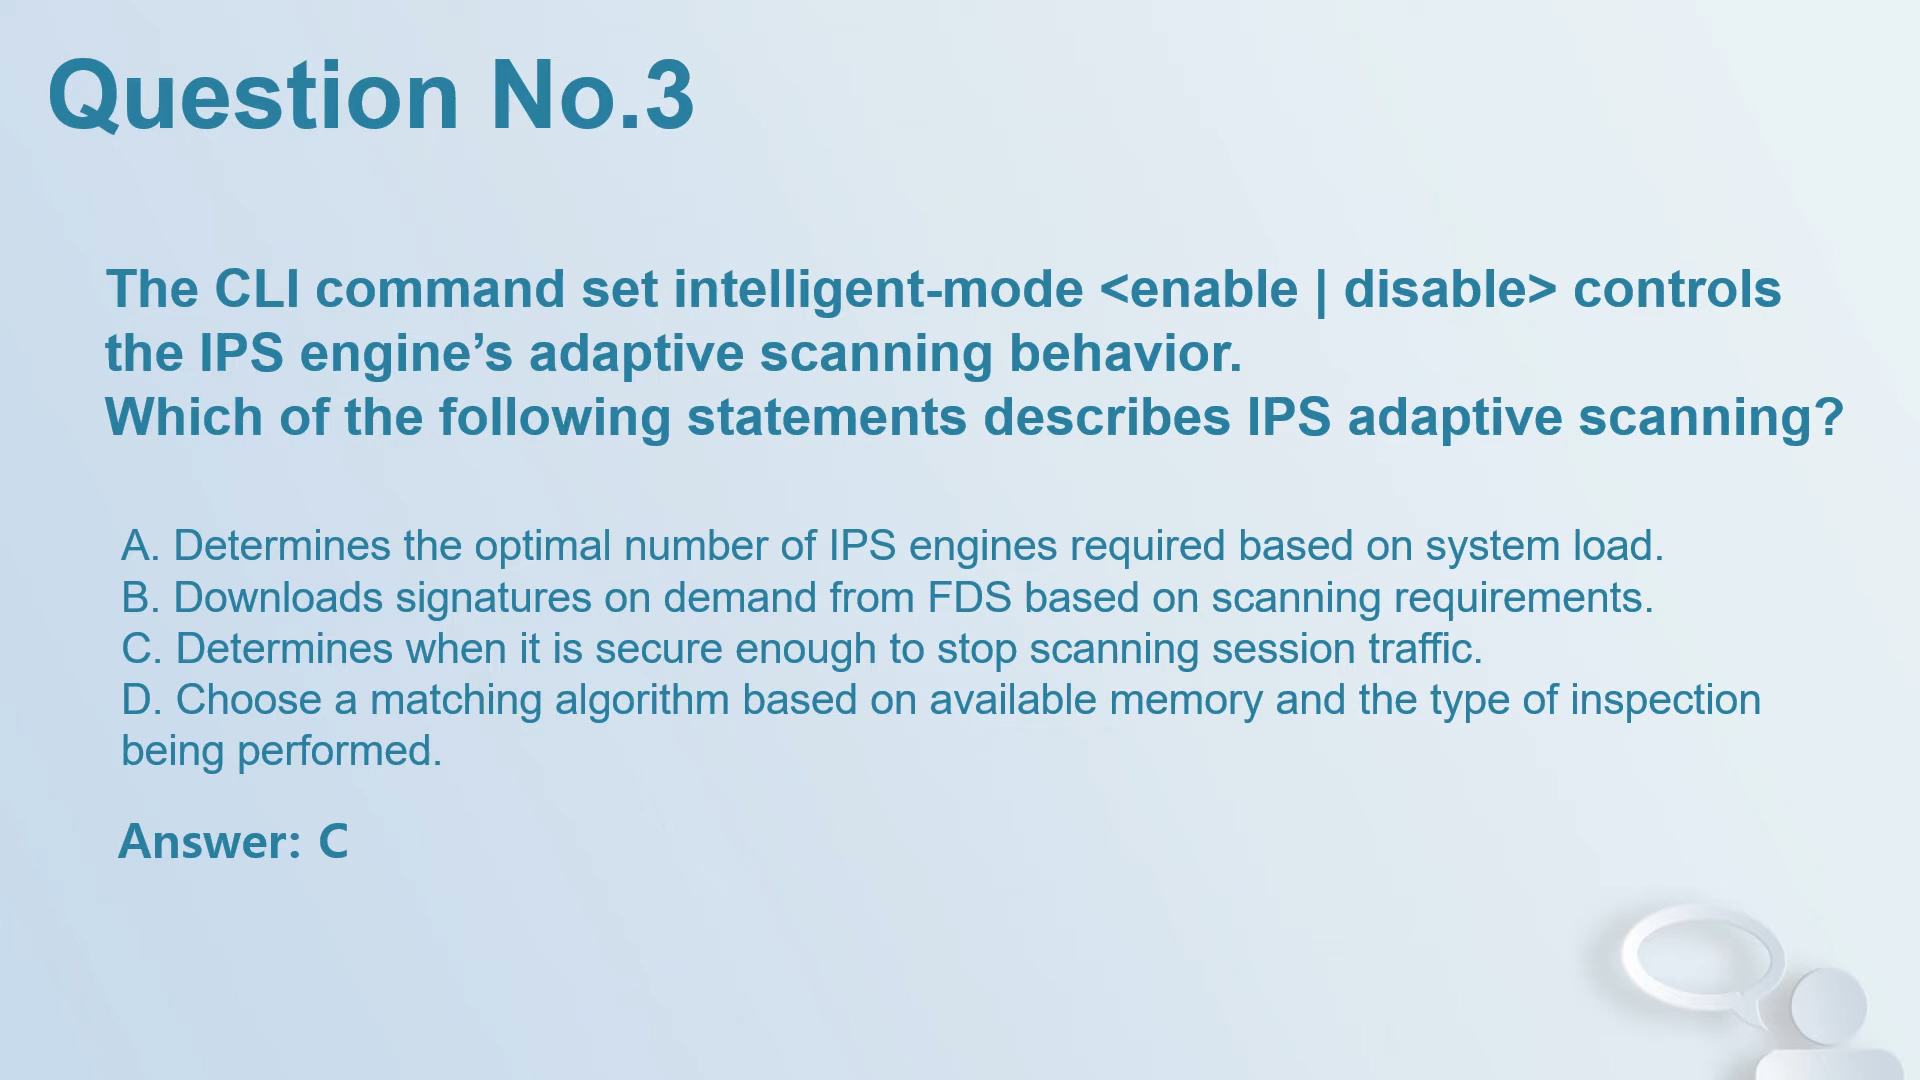 Question No.3
The CLI command set intelligent-mode <enable | disable> controls
the IPS engine’s adaptive scanning behavior.
Which of the following statements describes IPS adaptive scanning?
A. Determines the optimal number of IPS engines required based on system load.
B. Downloads signatures on demand from FDS based on scanning requirements.
C. Determines when it is secure enough to stop scanning session traffic.
D. Choose a matching algorithm based on available memory and the type of inspection
being performed.
Answer: C